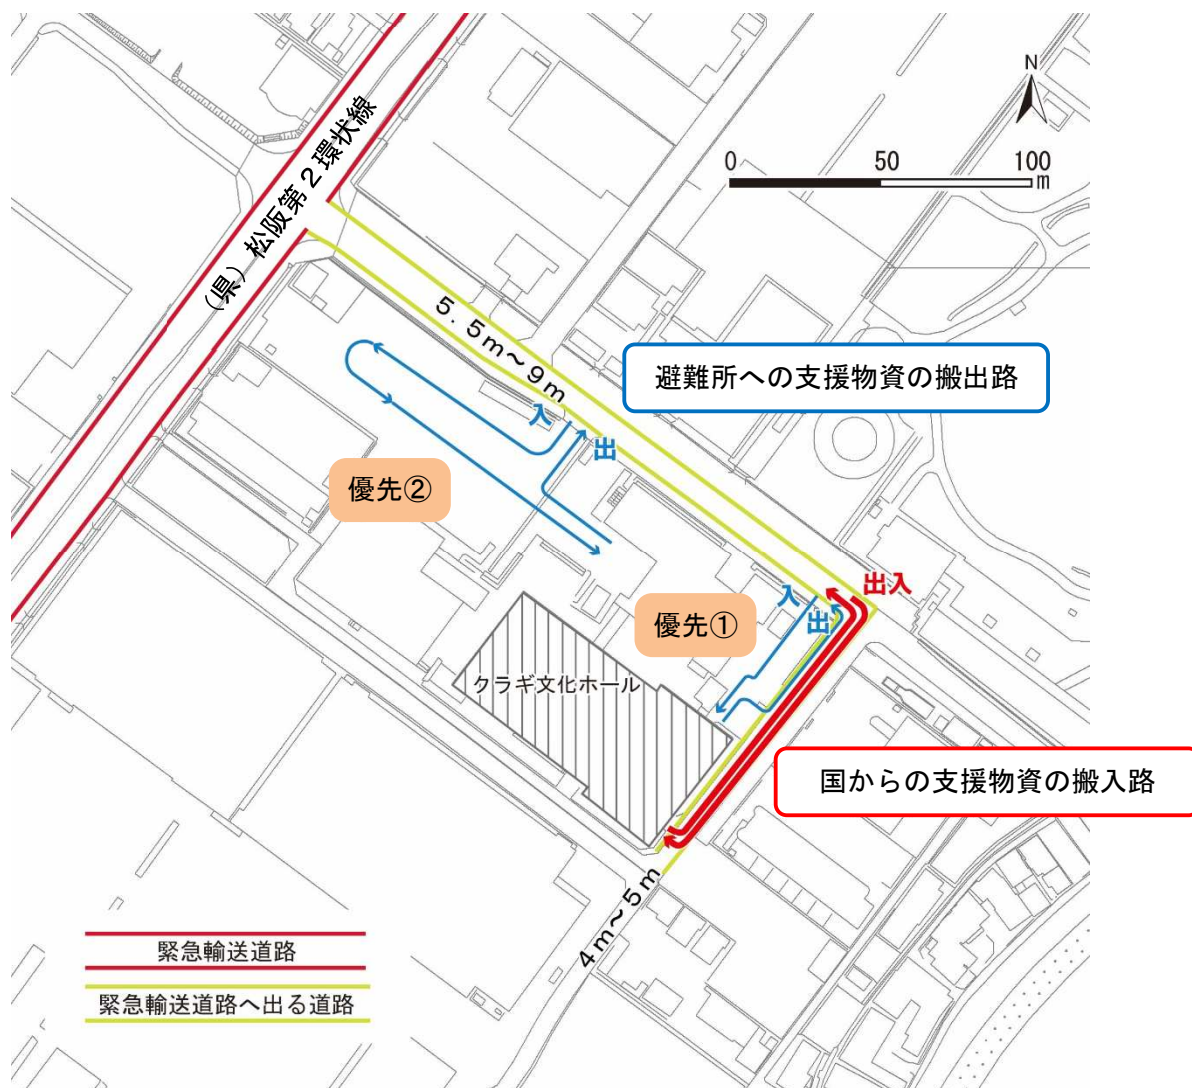 N
0 50 100
m
（県）松阪第２環状線
５．５ｍ～９ｍ
避難所への支援物資の搬出路
入
出
優先②
出入
入
出
優先①
クラギ文化ホール
国からの支援物資の搬入路
４ｍ～５ｍ
緊急輸送道路
緊急輸送道路へ出る道路